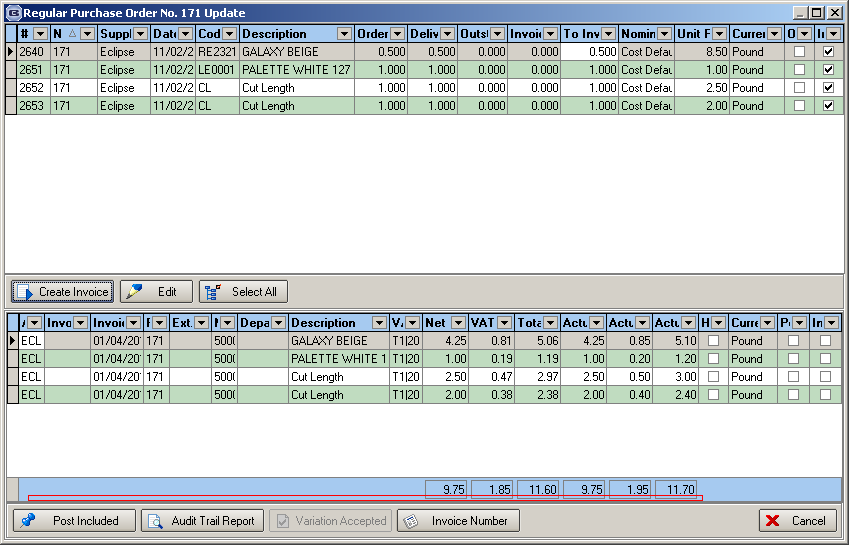 Regular Purchase Order No. 171 Update
# N Suppl Date Cod Description Order Deliv Outst Invoic To Inv Nomin Unit F Currer O In
2640 171 Eclipse 11/02/2 RE2321 GALAXY BEIGE 0.500 0.500 0.000 0.000 0.500 Cost Defau 8.50 Pound
2651 171 Eclipse 11/02/2 LE0001 PALETTE WHITE 127 1.000 1.000 0.000 0.000 1.000 Cost Defau 1.00 Pound
2652 171 Eclipse 11/02/2 CL Cut Length 1.000 1.000 0.000 0.000 1.000 Cost Defau 2.50 Pound
2653 171 Eclipse 11/02/2 CL Cut Length 1.000 1.000 0.000 0.000 1.000 Cost Defau 2.00 Pound
Create Invoice Edit Select All
Invo Invoic Ext. Depa Description Net VAT Tota Actu Actu Actu H Curre In
ECL 01/04/20 171 5000 GALAXY BEIGE T1|20 4.25 0.81 5.06 4.25 0.85 5.10 Pound
ECL 01/04/20 171 5000 PALETTE WHITE 1 T1|20 1.00 0.19 1.19 1.00 0.20 1.20 Pound
ECL 01/04/20 171 5000 Cut Length T1|20 2.50 0.47 2.97 2.50 0.50 3.00 Pound
ECL 01/04/20 171 5000 Cut Length T1|20 2.00 0.38 2.38 2.00 0.40 2.40 Pound
9.75 1.85 11.60 9.75 1.95 11.70
Post Included Audit Trail Report Variation Accepted Invoice Number Cancel